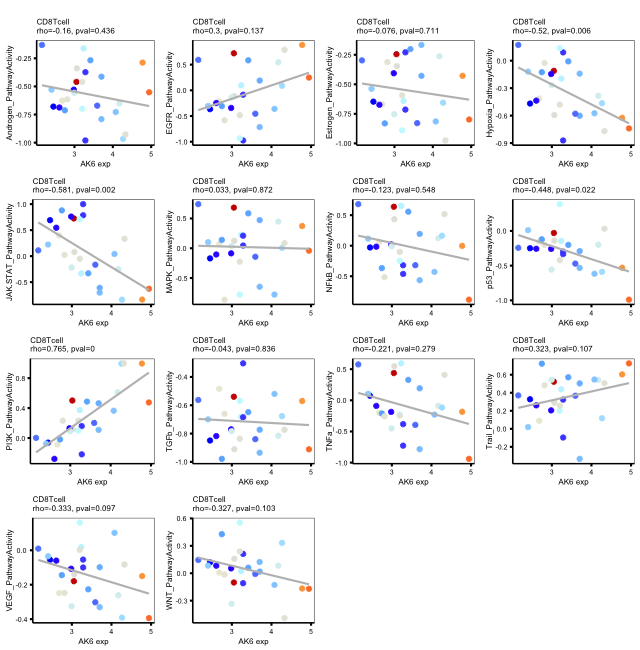 CD8Tcell
rho=-0.16, pval=0.436
Androgen_PathwayActivity
-0.25
-0.50
-0.75
-1.00
3
4
5
AK6 exp
CD8Tcell
rho=0.3, pval=0.137
EGFR_PathwayActivity
0.5
0.0
-0.5
-1.0
3
4
5
AK6 exp
CD8Tcell
rho=-0.076, pval=0.711
Estrogen_PathwayActivity
-0.25
-0.50
-0.75
-1.00
3
4
5
AK6 exp
CD8Tcell
rho=-0.52, pval=0.006
Hypoxia_PathwayActivity
0.0
-0.3
-0.6
-0.9
3
4
5
AK6 exp
CD8Tcell
rho=-0.581, pval=0.002
JAK.STAT_PathwayActivity
1.0
0.5
0.0
-0.5
3
4
5
AK6 exp
CD8Tcell
rho=0.033, pval=0.872
MAPK_PathwayActivity
0.5
0.0
-0.5
3
4
5
AK6 exp
CD8Tcell
rho=-0.123, pval=0.548
NFkB_PathwayActivity
0.5
0.0
-0.5
3
4
5
AK6 exp
CD8Tcell
rho=-0.448, pval=0.022
p53_PathwayActivity
0.5
0.0
-0.5
-1.0
3
4
5
AK6 exp
CD8Tcell
rho=0.765, pval=0
PI3K_PathwayActivity
0.8
0.4
0.0
3
4
5
AK6 exp
CD8Tcell
rho=-0.043, pval=0.836
TGFb_PathwayActivity
-0.4
-0.6
-0.8
-1.0
3
4
5
AK6 exp
CD8Tcell
rho=-0.221, pval=0.279
TNFa_PathwayActivity
0.5
0.0
-0.5
-1.0
3
4
5
AK6 exp
CD8Tcell
rho=0.323, pval=0.107
Trail_PathwayActivity
0.6
0.4
0.2
0.0
-0.2
3
4
5
AK6 exp
CD8Tcell
rho=-0.333, pval=0.097
VEGF_PathwayActivity
0.0
-0.2
-0.4
3
4
5
AK6 exp
CD8Tcell
rho=-0.327, pval=0.103
WNT_PathwayActivity
0.6
0.3
0.0
-0.3
3
4
5
AK6 exp